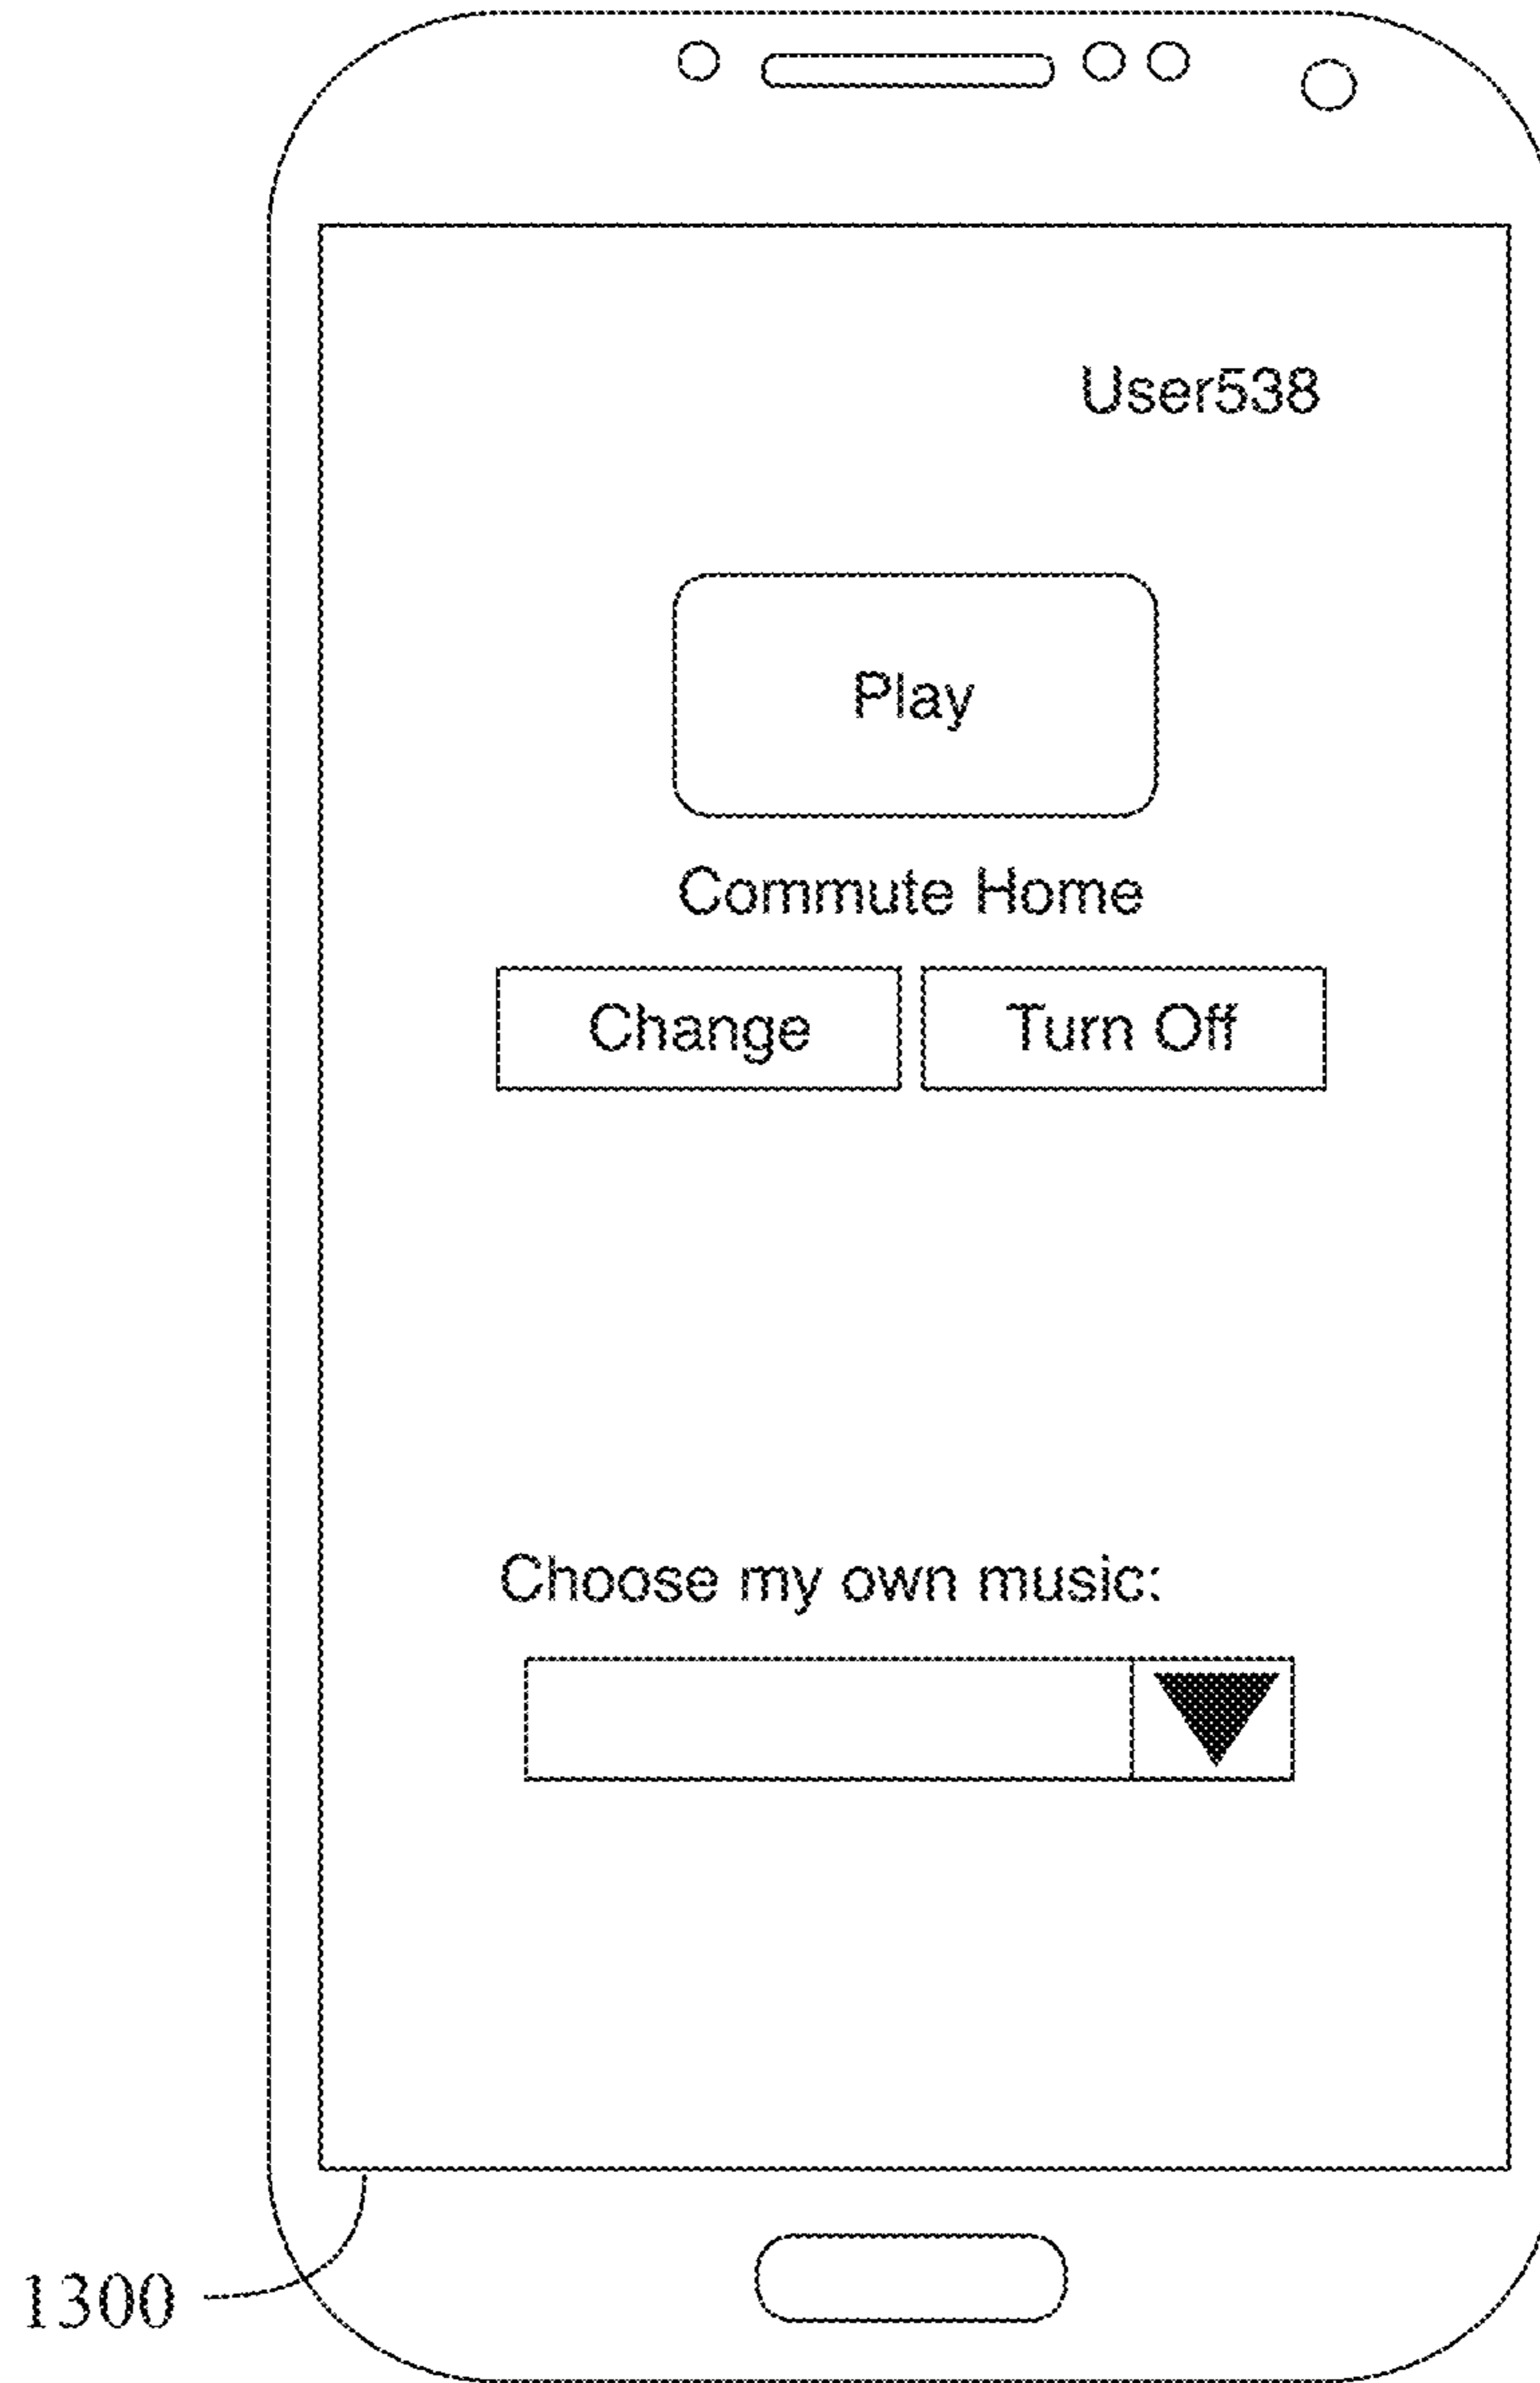 User538
Play
Commute Home
Change
Turn Off
Choose my own music:
1300